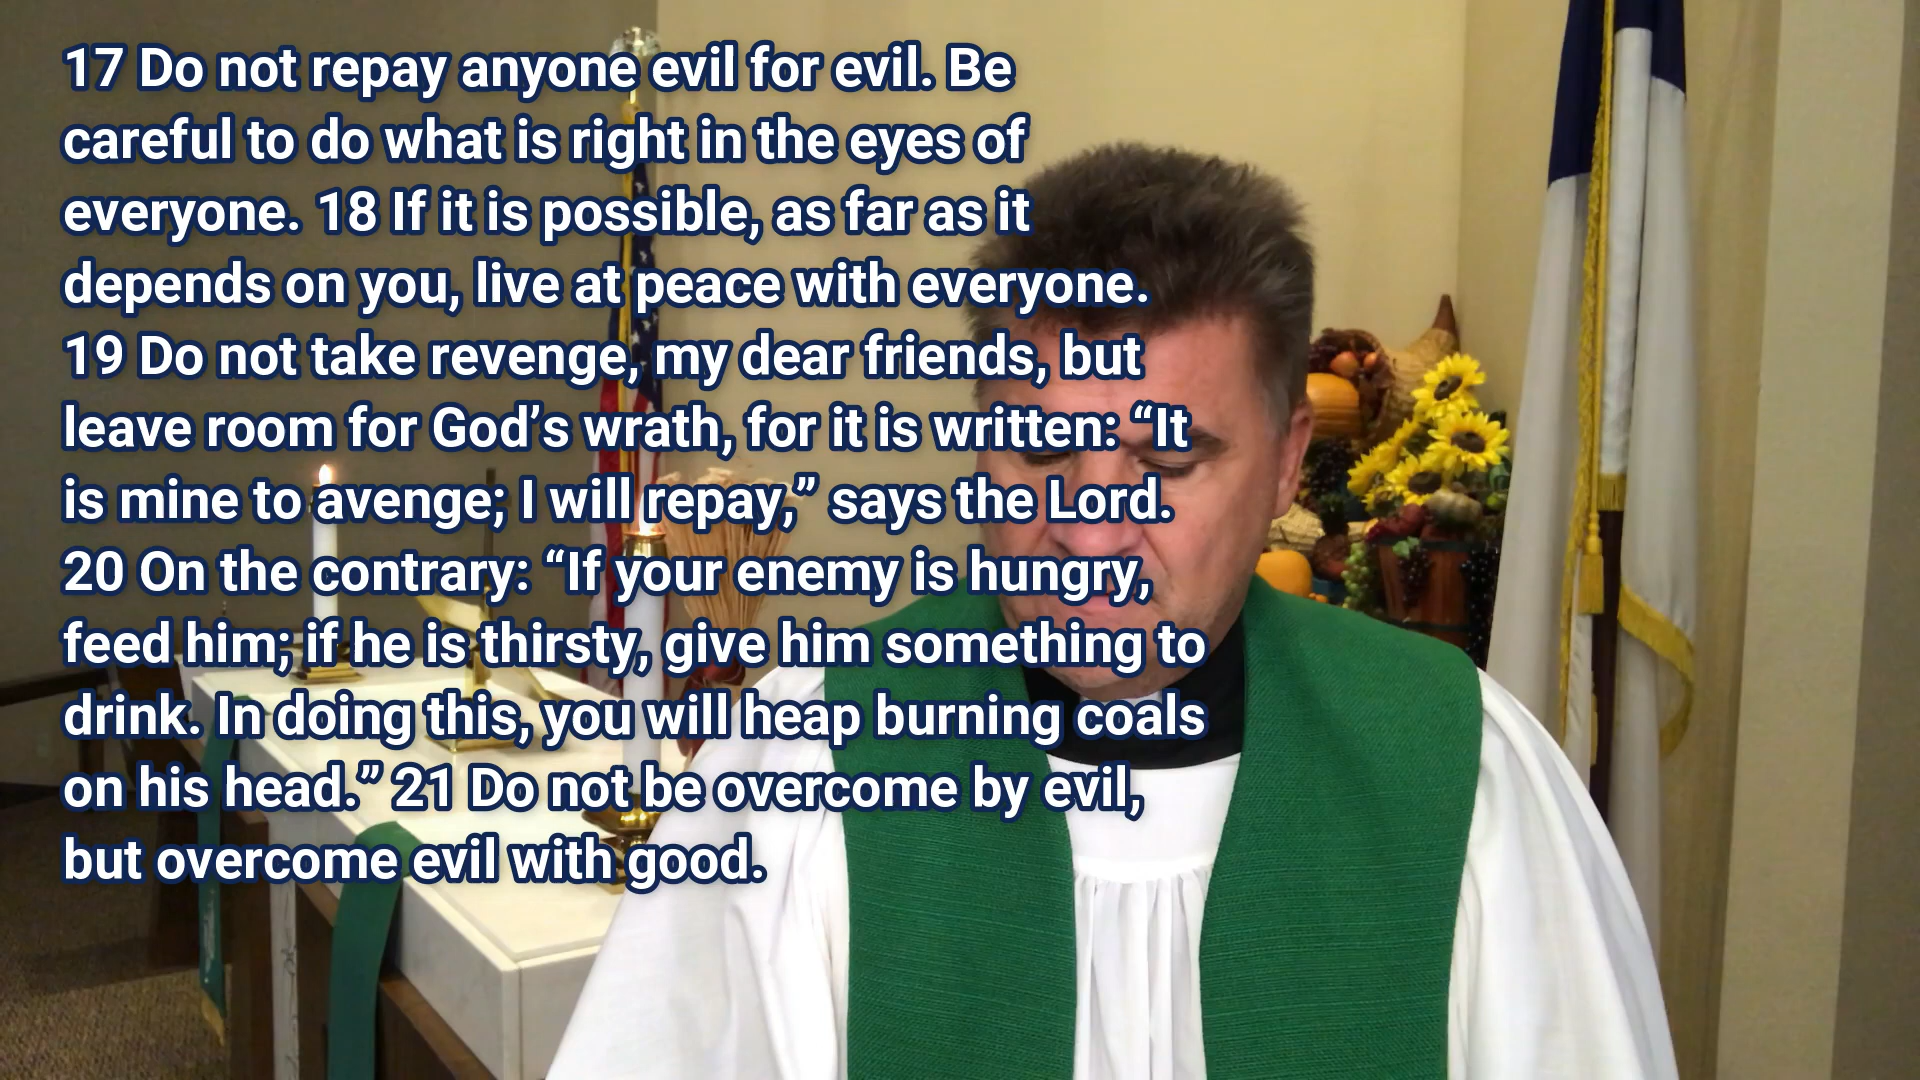 17 Do not repay anyone evil for evil. Be
careful to do what is right in the eyes of
everyone. 18 If it is possible, as far as it
depends on you, live at peace with everyone.
19 Do not take revenge, my dear friends, but
leave room for God’s wrath, for it is written: “It
is mine to avenge; I will repay,” says the Lord.
20 On the contrary: “If your enemy is hungry,
feed him; if he is thirsty, give him something to
drink. In doing this, you will heap burning coals
on his head.” 21 Do not be overcome by evil,
but overcome evil with good.